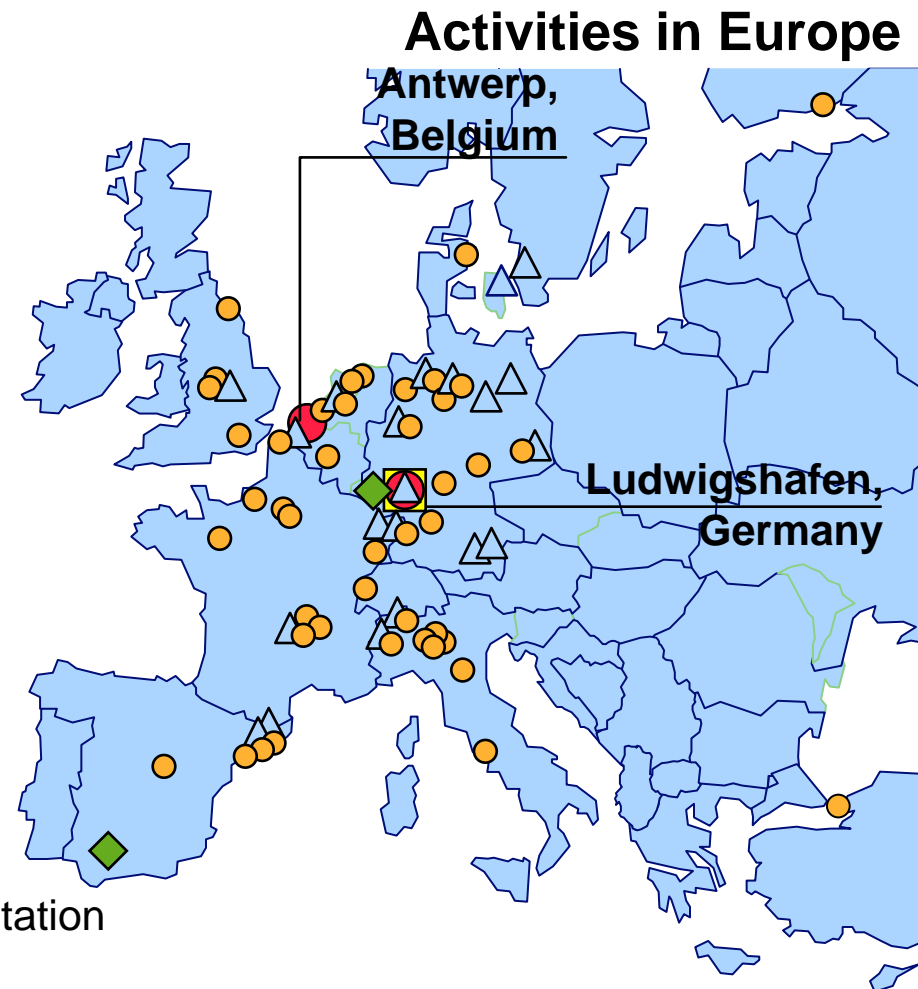 Activities in Europe
Antwerp,
Belgium
Ludwigshafen,
Germany
tation